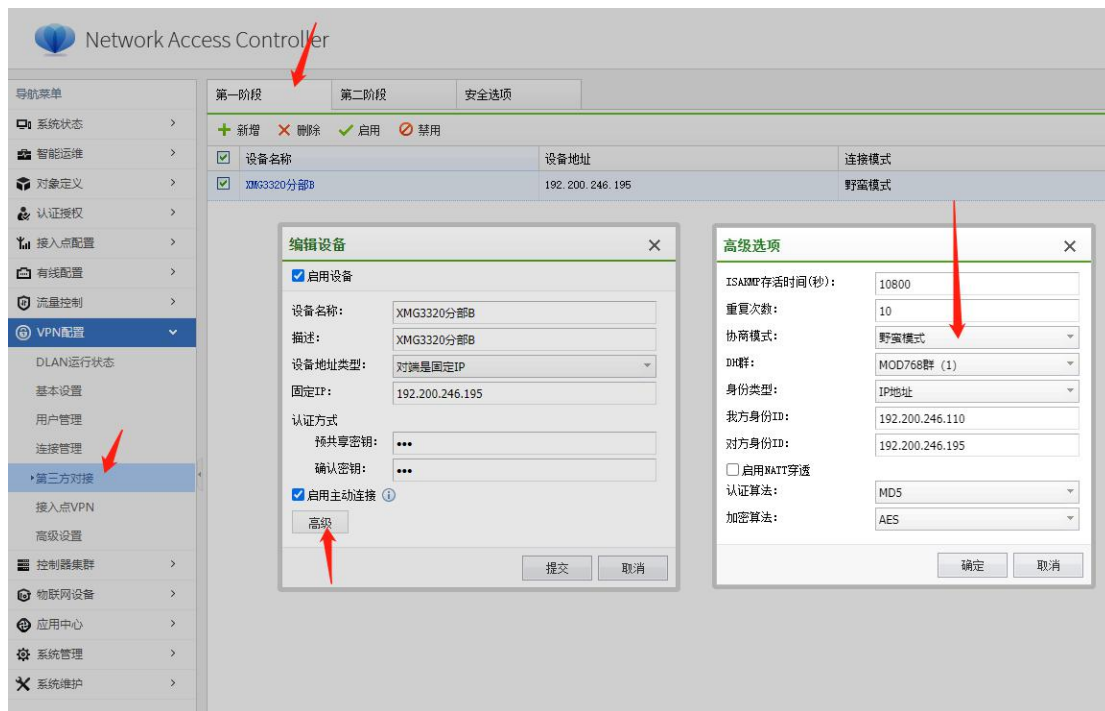 Network Access Controller
导航菜单
系统状态
智能运维
对象定义
认证授权
接入点配置
有线配置
流量控制
VPN配置
DLAN运行状态
基本设置
用户管理
连接管理
第三方对接
接入点VPN
高级设置
控制器集群
物联网设备
应用中心
系统管理
系统维护
第一阶段 第二阶段 安全选项
新增 删除 启用 禁用
设备名称 设备地址 连接模式
XMG3320分部B 192.200.246.195 野蛮模式
编辑设备
启用设备
设备名称: XMG3320分部B
描述: XMG3320分部B
设备地址类型: 对端是固定IP
固定IP: 192.200.246.195
认证方式
预共享密钥: •••
确认密钥: •••
启用主动连接
高级
提交 取消
高级选项
ISAKMP存活时间(秒): 10800
重复次数: 10
协商模式: 野蛮模式
DH群: MOD768群 (1)
身份类型: IP地址
我方身份ID: 192.200.246.110
对方身份ID: 192.200.246.195
启用NATT穿透
认证算法: MD5
加密算法: AES
确定 取消